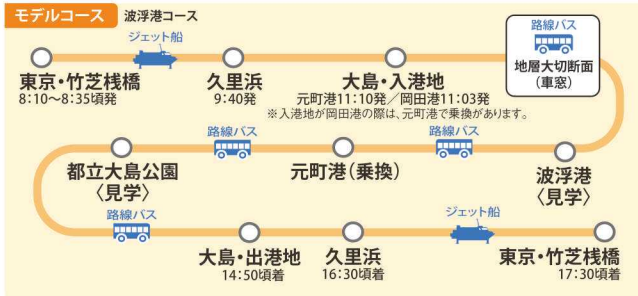 モデルコース 波浮港コース
ジェット船
東京・竹芝桟橋
8:10～8:35頃発
久里浜
9:40発
大島・入港地
元町港11:10発／岡田港11:03発
※入港地が岡田港の際は、元町港で乗換があります。
路線バス
地層大切断面
（車窓）
波浮港
〈見学〉
路線バス
元町港（乗換）
路線バス
都立大島公園
〈見学〉
路線バス
大島・出港地
14:50頃着
久里浜
16:30頃着
ジェット船
東京・竹芝桟橋
17:30頃着